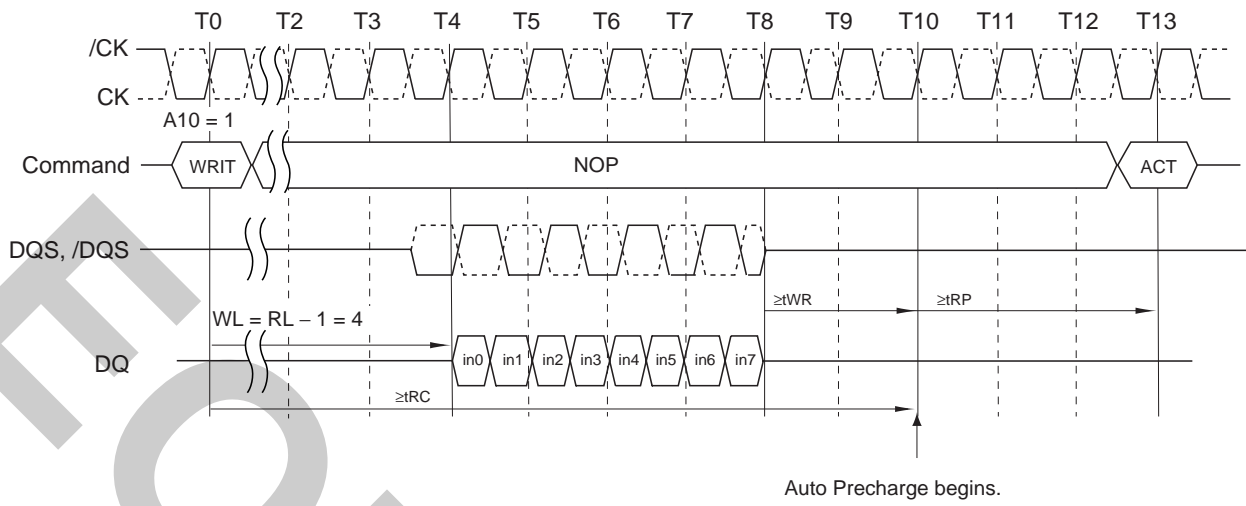 T0 T2 T3 T4 T5 T6 T7 T8 T9 T10 T11 T12 T13
/CK
CK
A10 = 1
Command WRIT NOP ACT
DQS, /DQS
≥tWR ≥tRP
WL = RL − 1 = 4
DQ in0 in1 in2 in3 in4 in5 in6 in7
≥tRC
Auto Precharge begins.